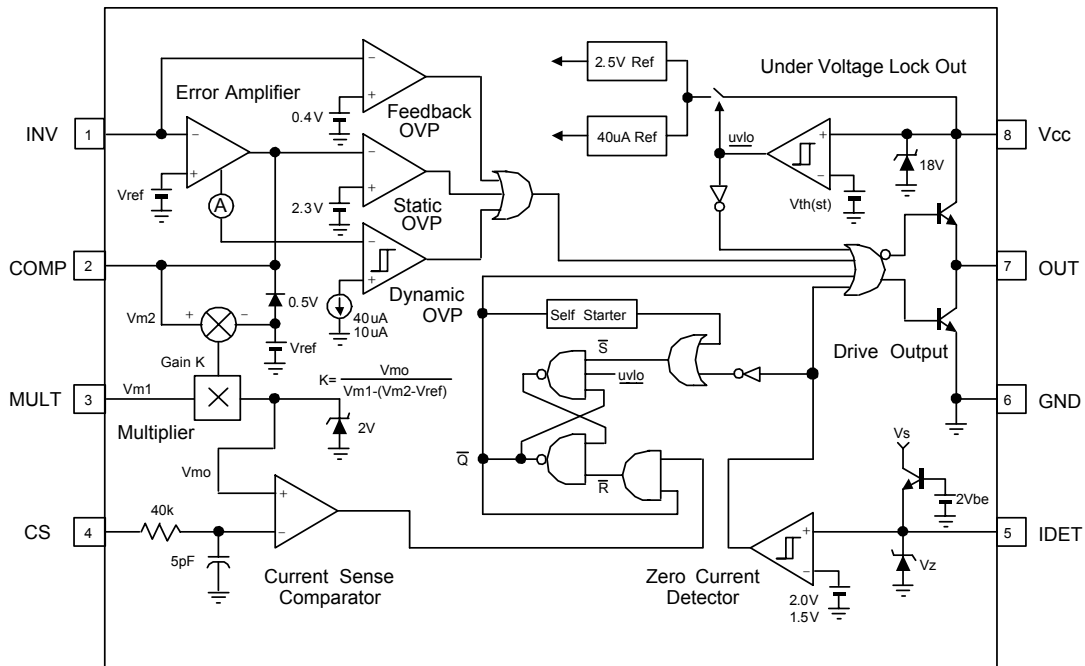 2.5V Ref
Under Voltage Lock Out
Error Amplifier
Feedback
OVP
0.4V
40uA Ref
uvlo
+
−
INV
1
−
+
−
+
8
Vcc
18V
Vref
A
−
+
2.3V
Static
OVP
Vth(st)
−
+
COMP
2
7
OUT
0.5V
40uA
10uA
Dynamic
OVP
Vm2
+
−
Self Starter
Vref
Drive Output
Gain K
S
uvlo
K=
Vmo
Vm1-(Vm2-Vref)
MULT
3
Vm1
×
6
GND
Multiplier
2V
Vs
Q
R
Vmo
2Vbe
+
−
CS
4
40k
+
−
5
IDET
5pF
Current Sense
Comparator
Zero Current
Detector
Vz
2.0V
1.5V